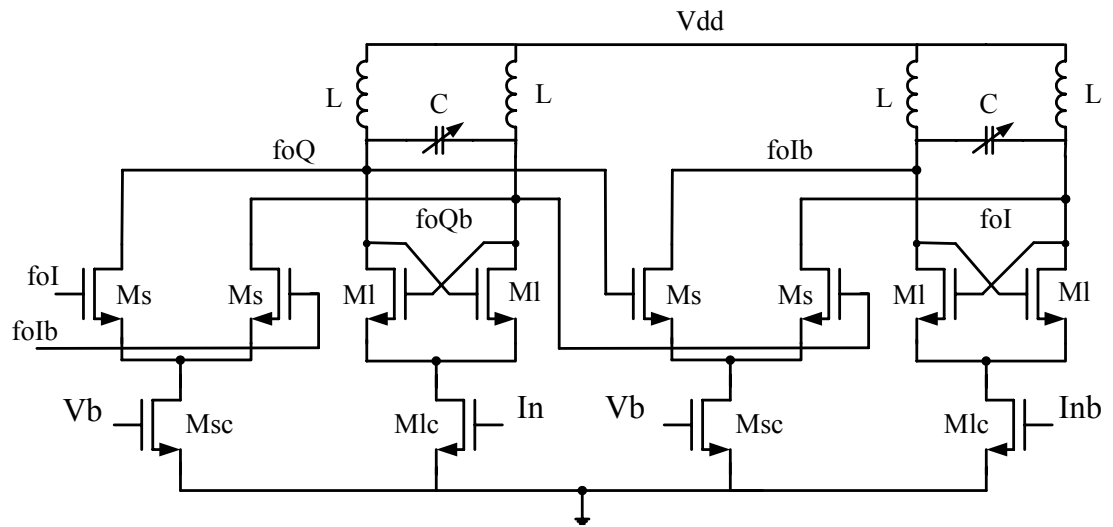 Vdd
L C L L C L
foQ foIb
foQb foI
foI Ms Ms Ml Ml Ms Ms Ml Ml
foIb
Vb Msc Mlc In Vb Msc Mlc Inb